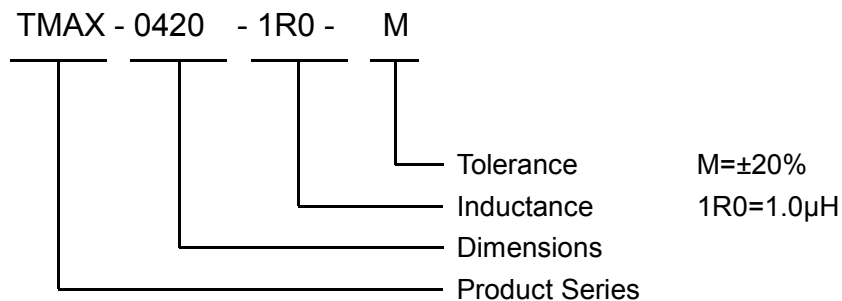 TMAX - 0420 - 1R0 - M
Tolerance M=±20%
Inductance 1R0=1.0µH
Dimensions
Product Series